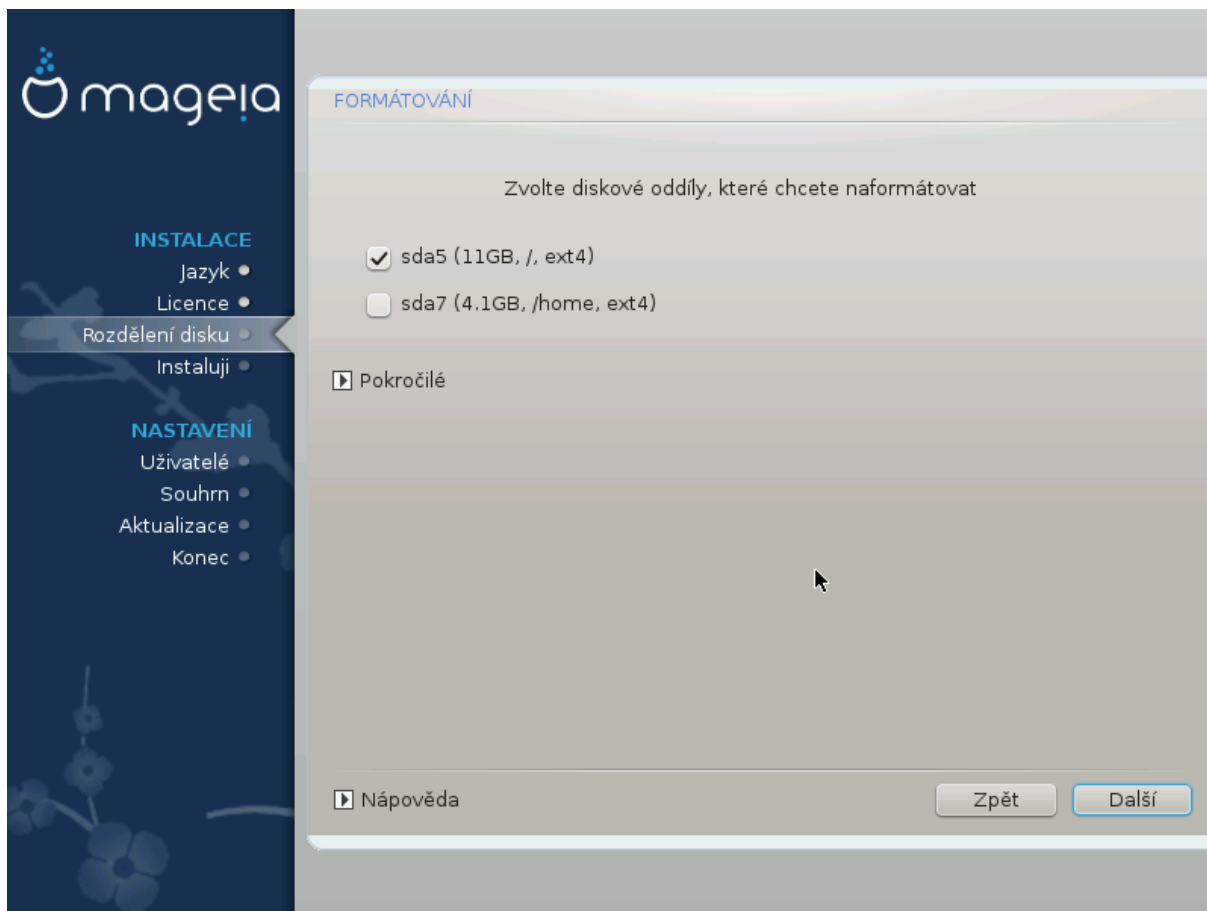 mageia
INSTALACE
Jazyk
Licence
Rozdělení disku
Instaluji
NASTAVENÍ
Uživatelé
Souhrn
Aktualizace
Konec
FORMÁTOVÁNÍ
Zvolte diskové oddíly, které chcete naformátovat
sda5 (11GB, /, ext4)
sda7 (4.1GB, /home, ext4)
Pokročilé
Nápověda
Zpět
Další